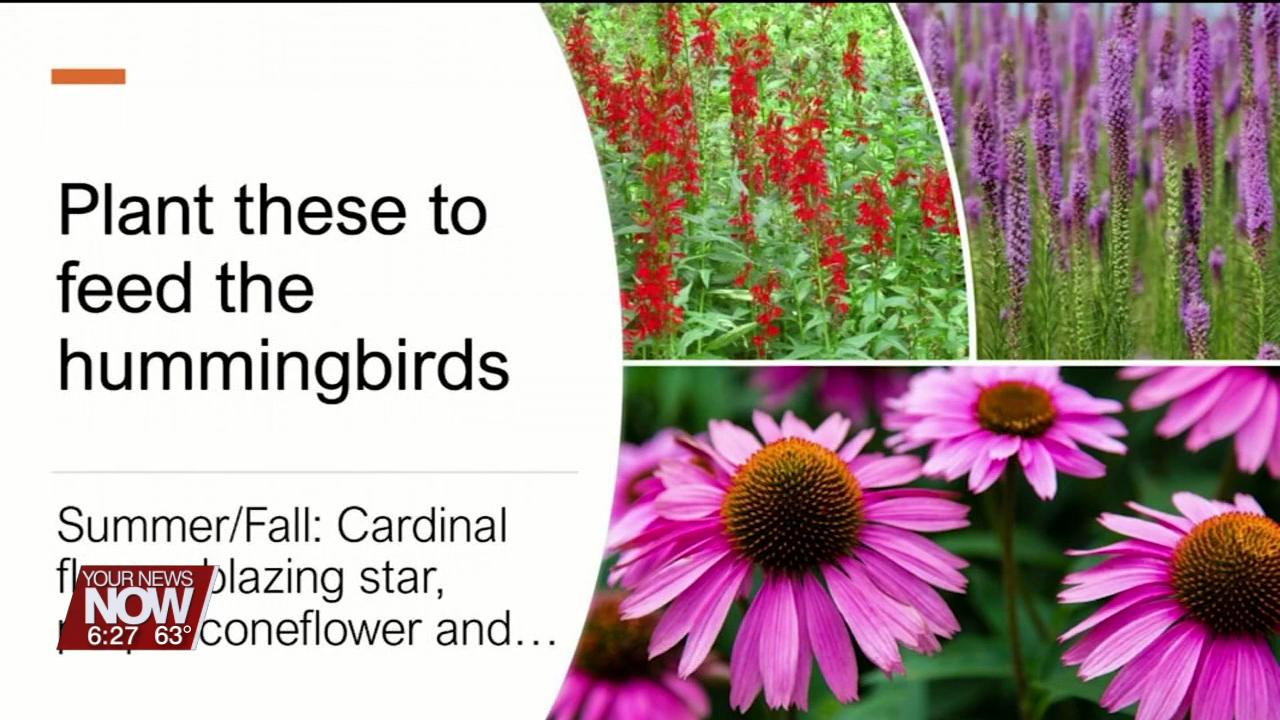 Plant these to
feed the
hummingbirds
Summer/Fall: Cardinal
blazing star,
coneflower and…
YOUR NEWS
NOW
6:27 63°